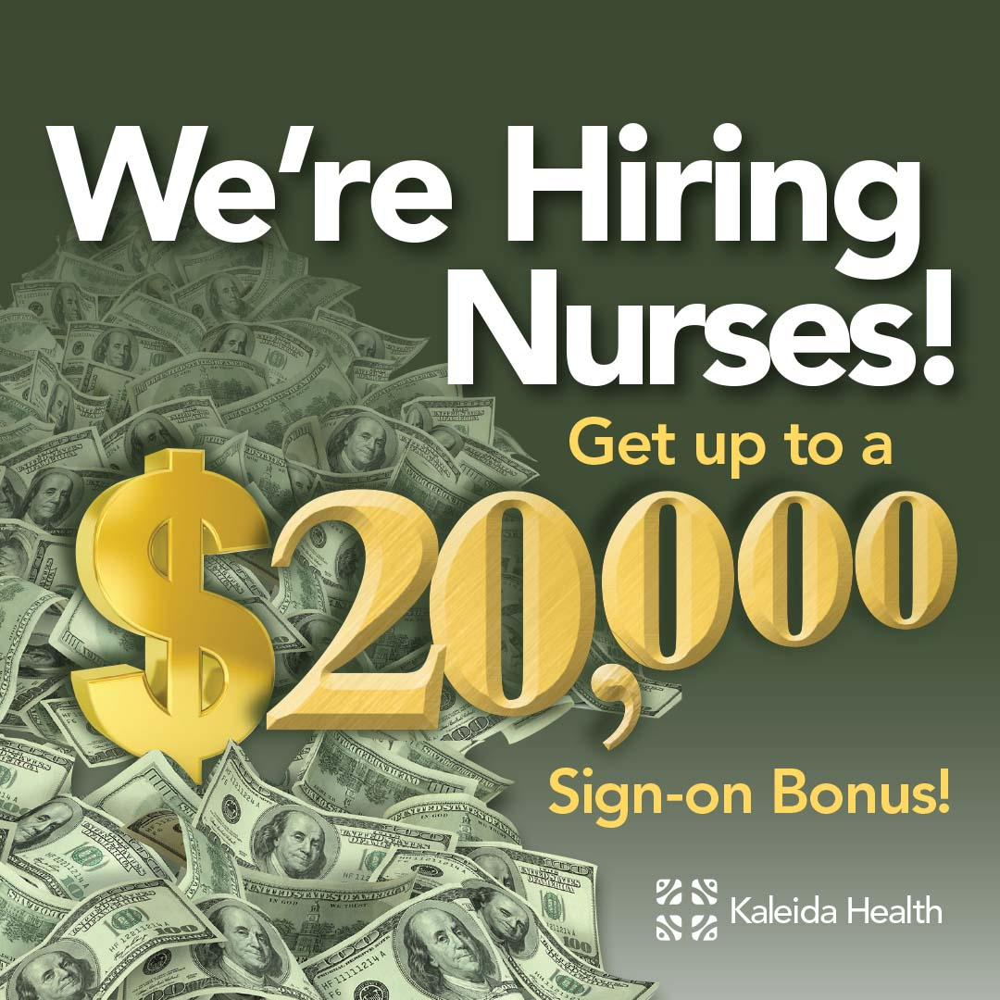 We're Hiring
Nurses!
Get up to a
$20,000
Sign-on Bonus!
Kaleida Health